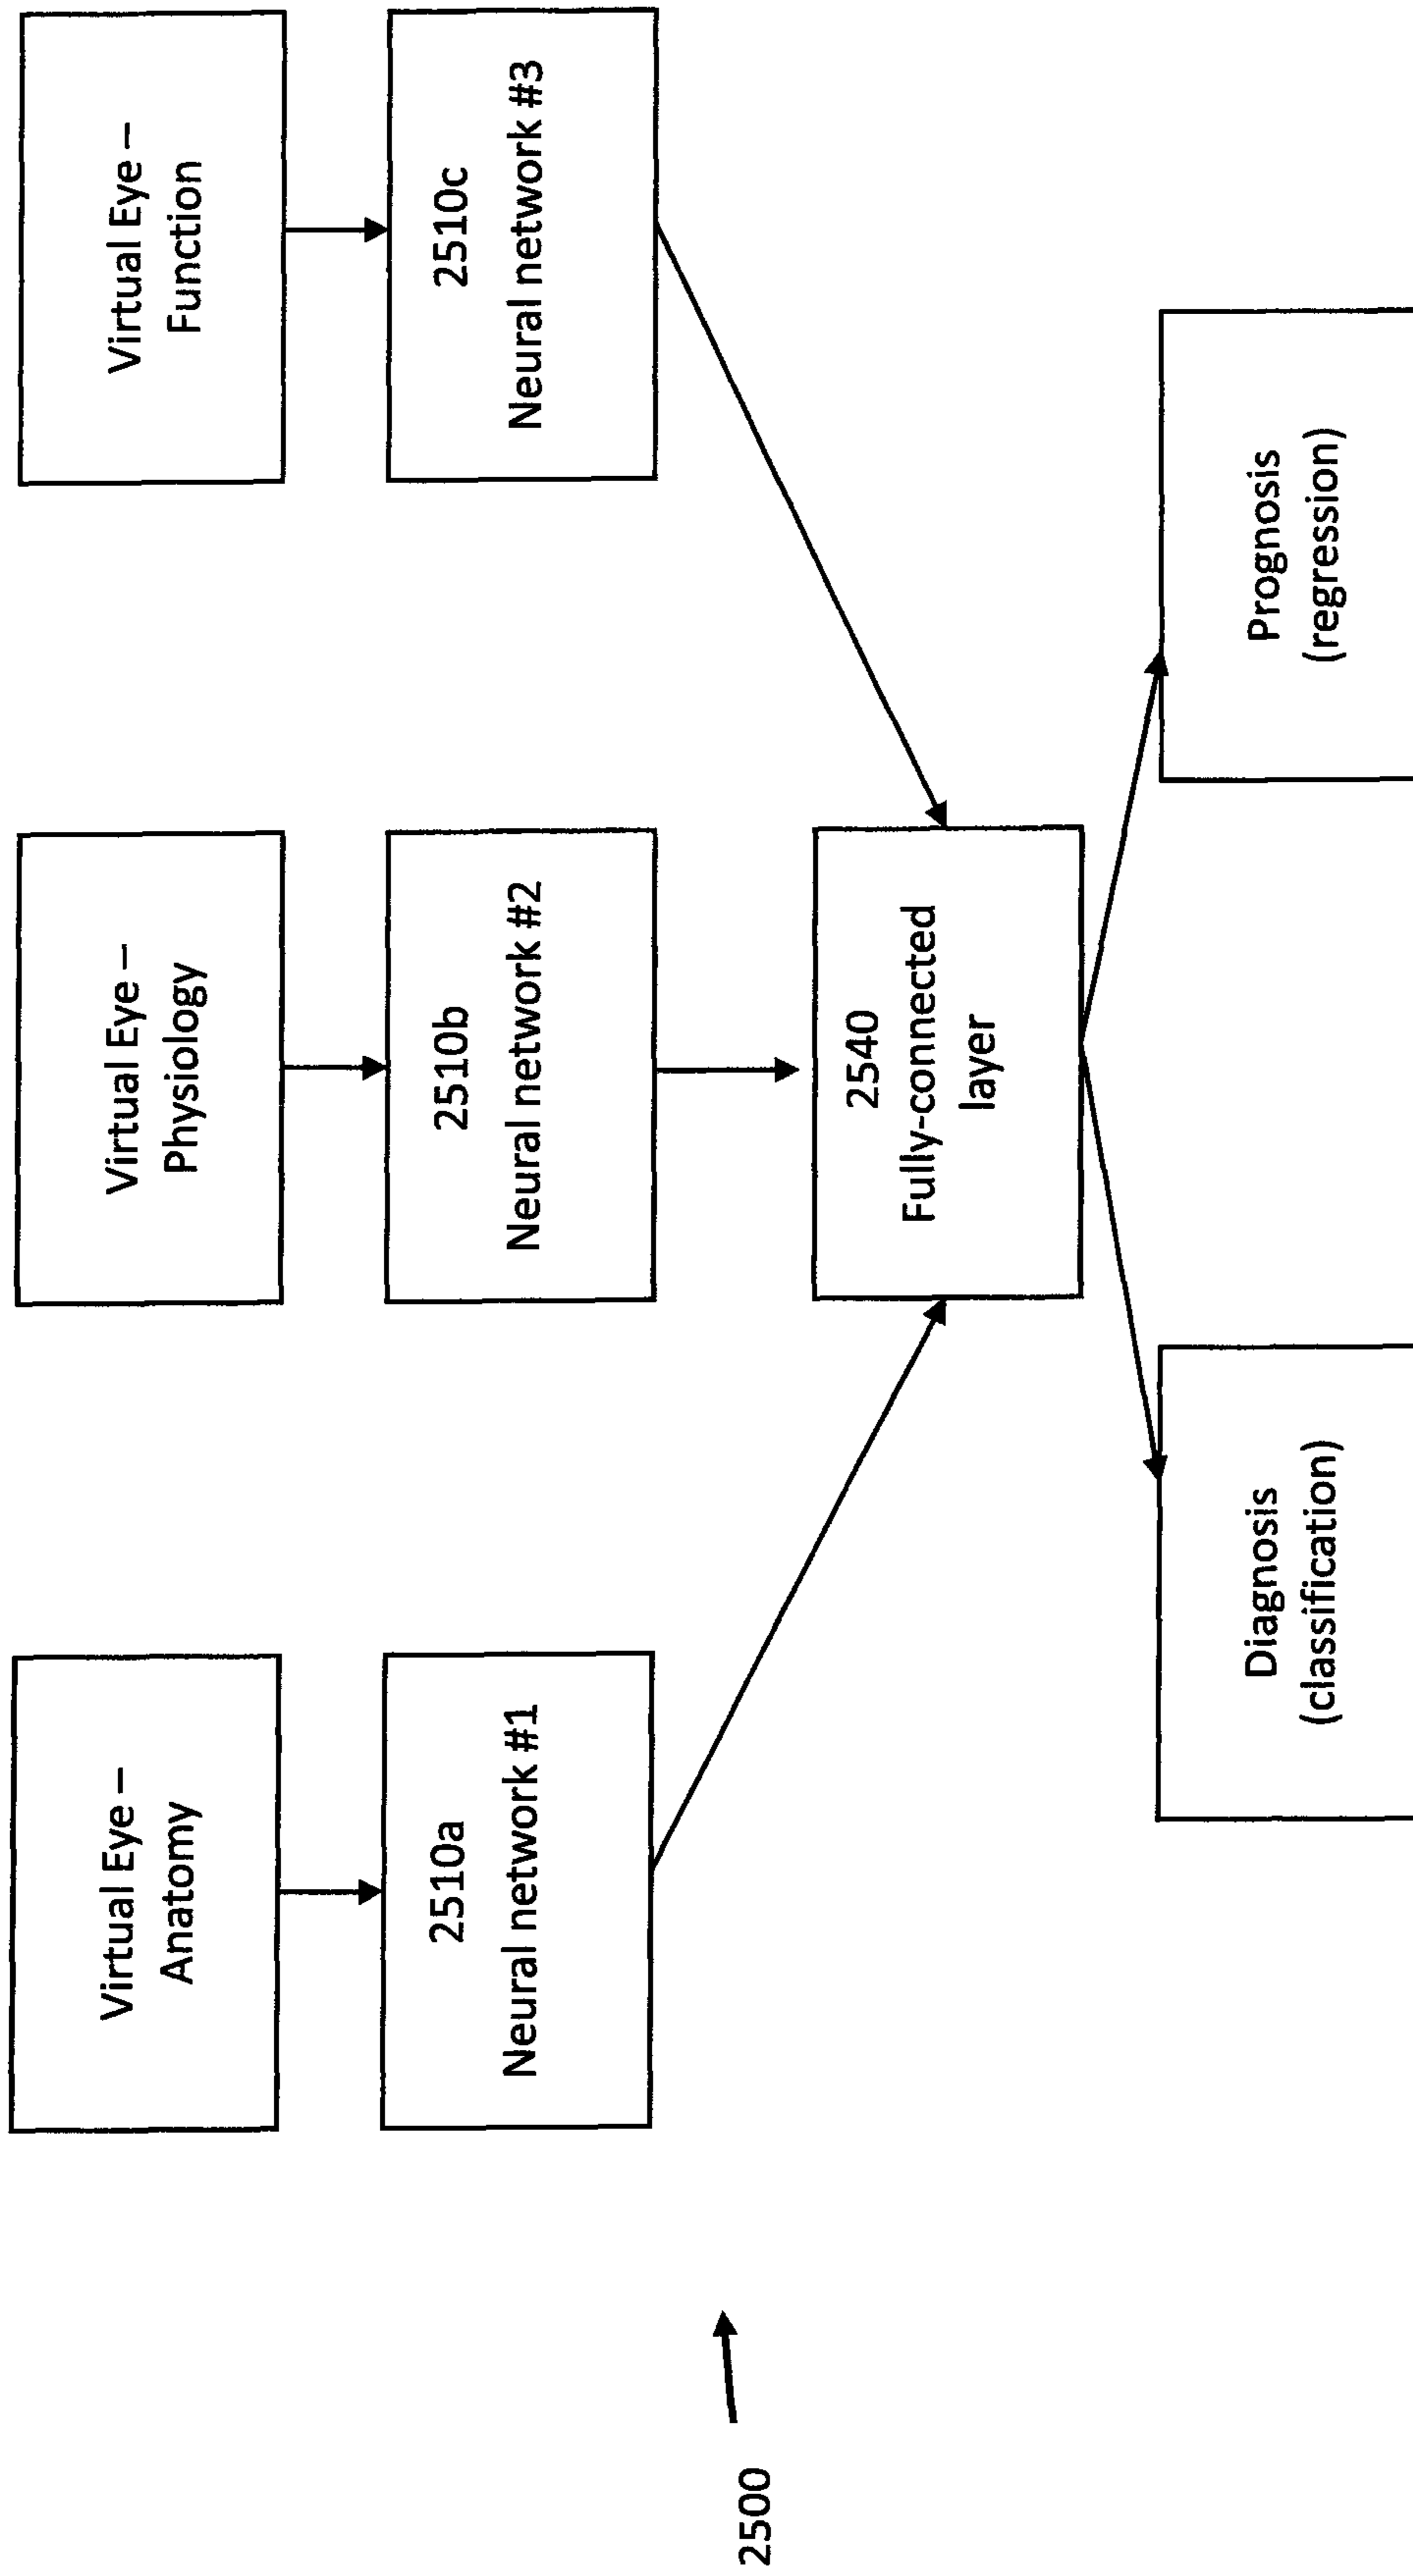 Virtual Eye –
Anatomy
Virtual Eye –
Physiology
Virtual Eye –
Function
2510a
Neural network #1
2510b
Neural network #2
2510c
Neural network #3
2540
Fully-connected
layer
Diagnosis
(classification)
Prognosis
(regression)
2500